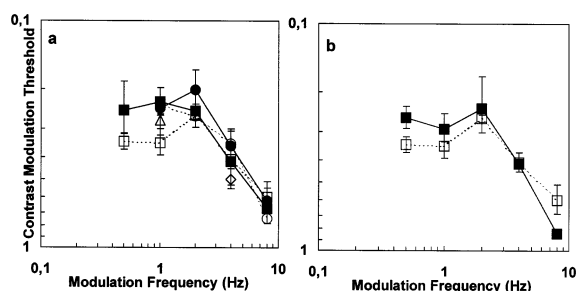 0,1
a
Contrast Modulation Threshold
1
0,1
1
10
Modulation Frequency (Hz)
0,1
b
1
0,1
1
10
Modulation Frequency (Hz)